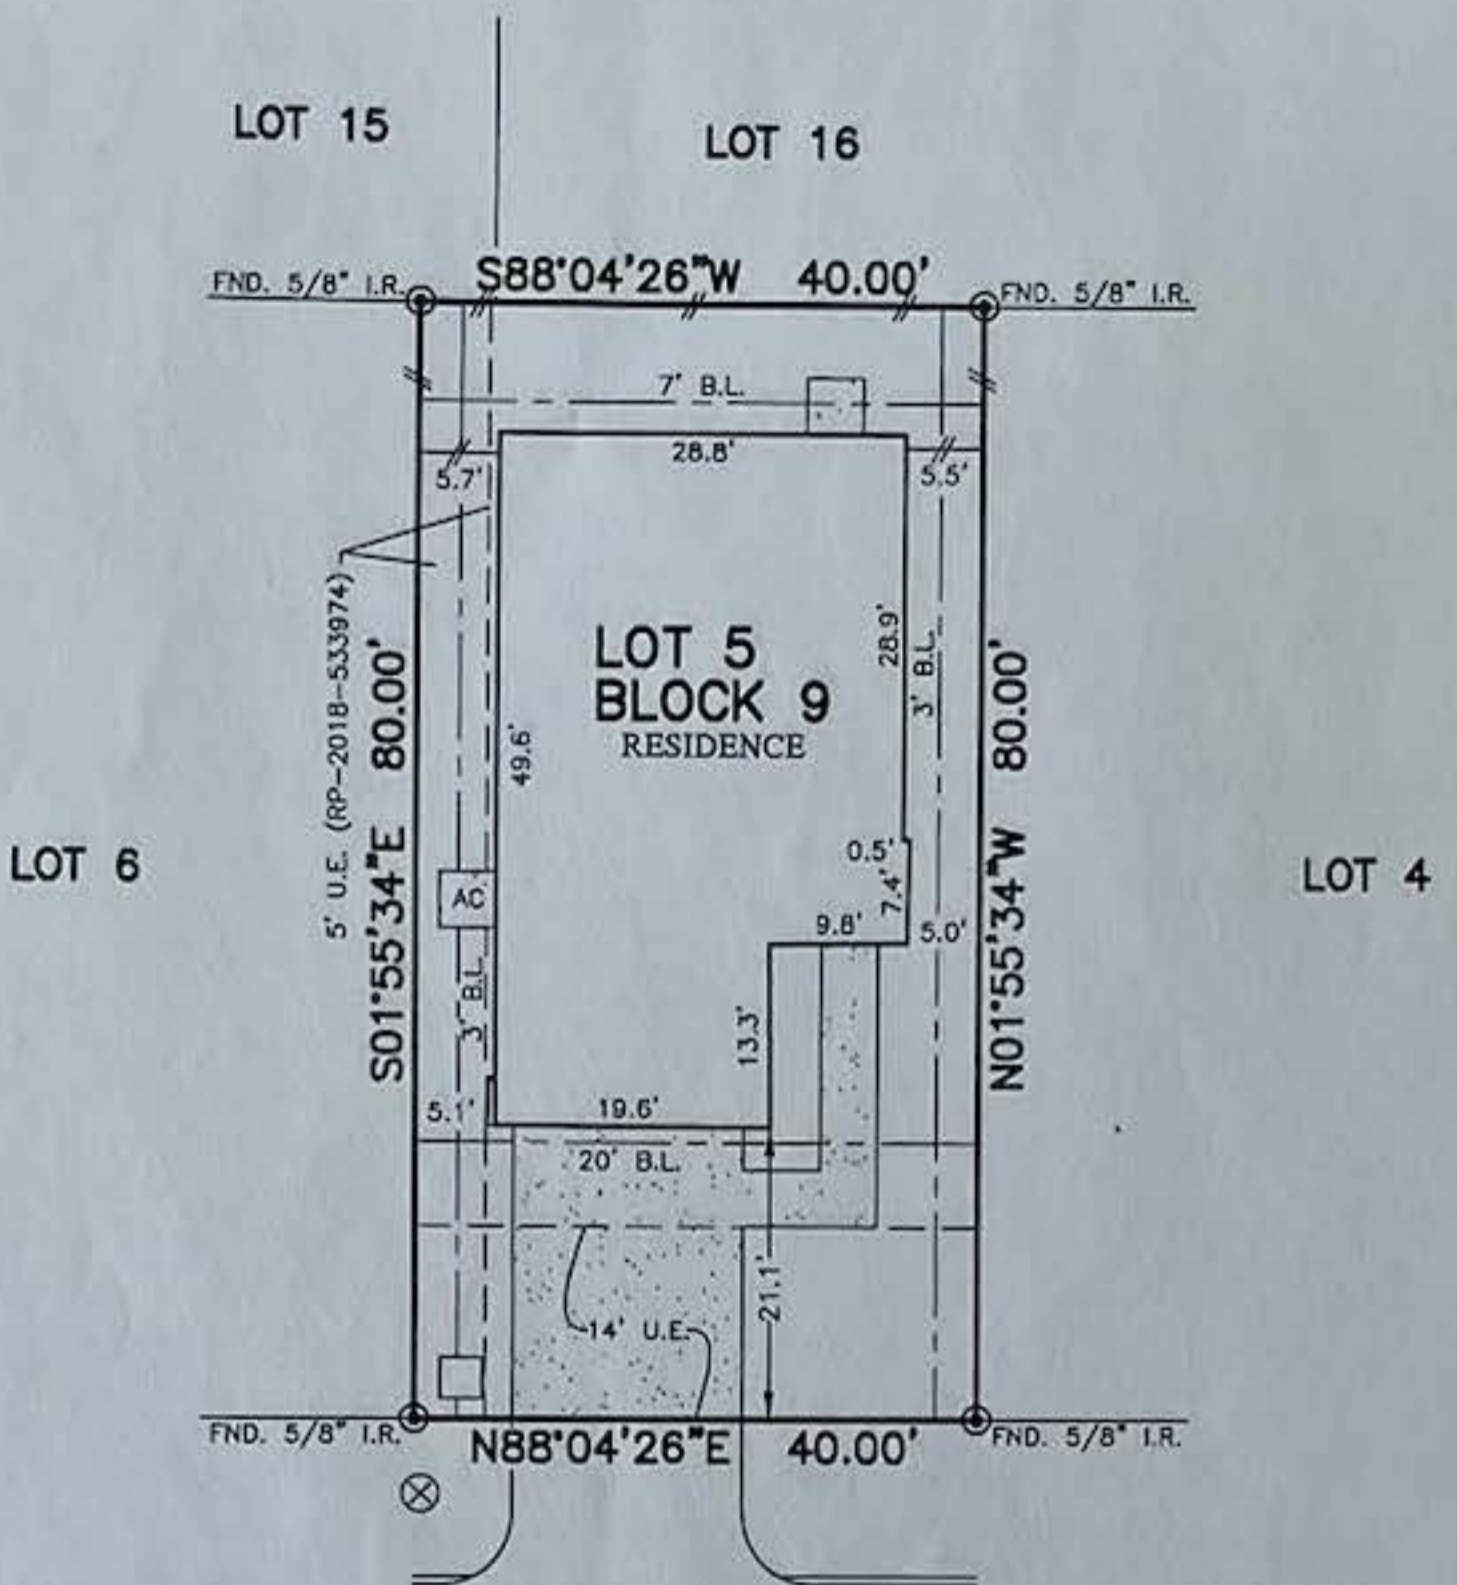 LOT 15
LOT 16
S88°04'26"W 40.00'
FND. 5/8" I.R.
FND. 5/8" I.R.
7' B.L.
28.8'
5.7'
5.5'
5' U.E. (RP-2018-533974)
S01°55'34"E 80.00'
49.6'
LOT 5
BLOCK 9
RESIDENCE
28.9'
3' B.L.
N01°55'34"W 80.00'
LOT 6
LOT 4
AC
0.5'
7.4'
9.8'
5.0'
3' B.L.
13.3'
5.1'
19.6'
20' B.L.
21.1'
14' U.E.
FND. 5/8" I.R.
FND. 5/8" I.R.
N88°04'26"E 40.00'